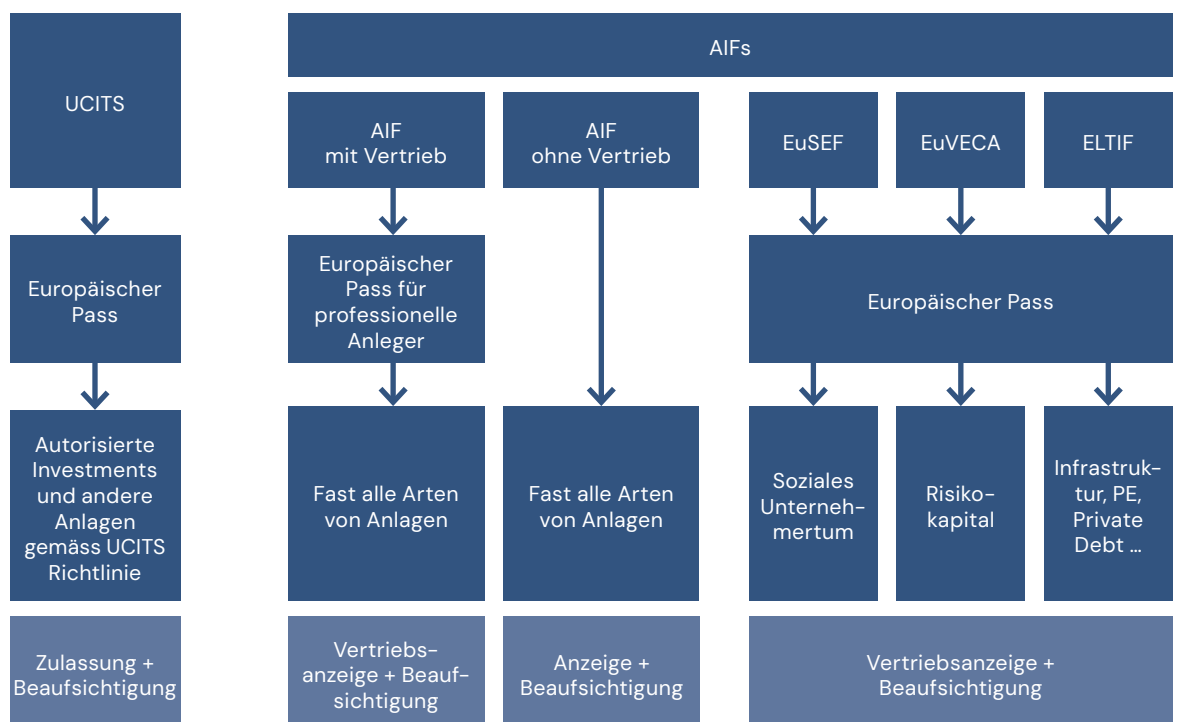 UCITS
AIFs
AIF
mit Vertrieb
AIF
ohne Vertrieb
EuSEF
EuVECA
ELTIF
Europäischer
Pass
Europäischer
Pass für
professionelle
Anleger
Europäischer Pass
Autorisierte
Investments
und andere
Anlagen
gemäss UCITS
Richtlinie
Fast alle Arten
von Anlagen
Fast alle Arten
von Anlagen
Soziales
Unterneh-
mertum
Risiko-
kapital
Infrastruk-
tur, PE,
Private
Debt ...
Zulassung +
Beaufsichtigung
Vertriebs-
anzeige + Beauf-
sichtigung
Anzeige +
Beaufsichtigung
Vertriebsanzeige +
Beaufsichtigung